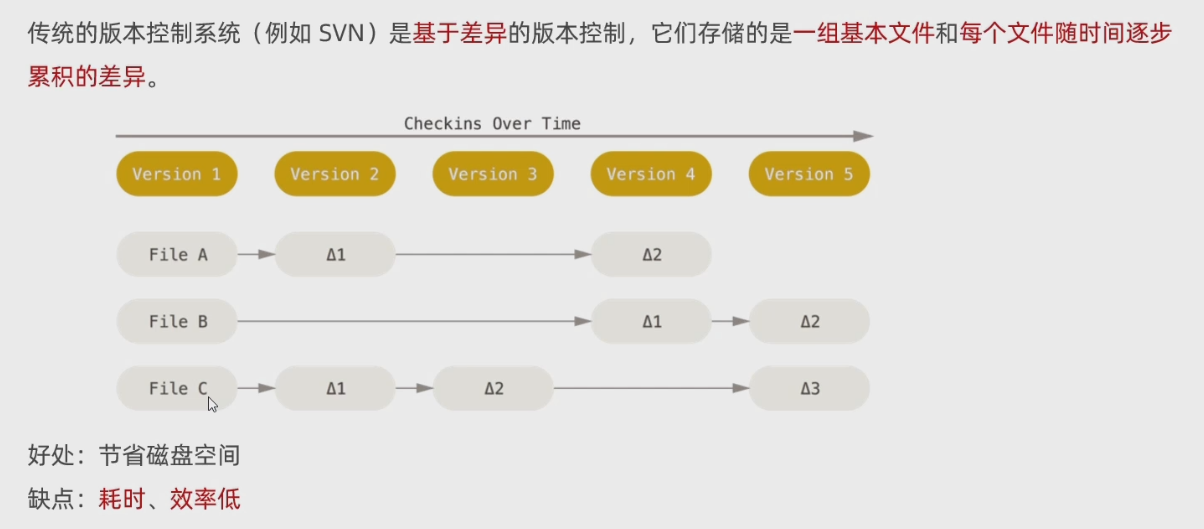 传统的版本控制系统（例如 SVN）是基于差异的版本控制，它们存储的是一组基本文件和每个文件随时间逐步
累积的差异。
Checkins Over Time
Version 1 Version 2 Version 3 Version 4 Version 5
File A Δ1 Δ2
File B Δ1 Δ2
File C Δ1 Δ2 Δ3
好处：节省磁盘空间
缺点：耗时、效率低